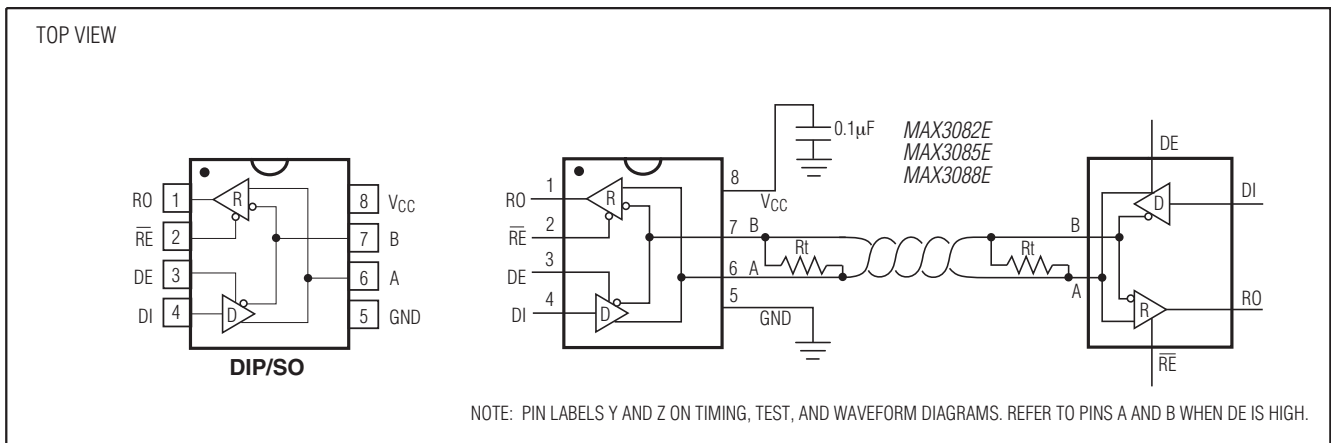 TOP VIEW
RO 1
R̅E̅ 2
DE 3
DI 4
R
D
8 VCC
7 B
6 A
5 GND
DIP/SO
RO 1
R̅E̅ 2
DE 3
DI 4
R
D
8
VCC
7 B
6 A
5
GND
0.1μF
MAX3082E
MAX3085E
MAX3088E
Rt
Rt
B
A
DE
D
DI
R
RO
R̅E̅
NOTE: PIN LABELS Y AND Z ON TIMING, TEST, AND WAVEFORM DIAGRAMS. REFER TO PINS A AND B WHEN DE IS HIGH.